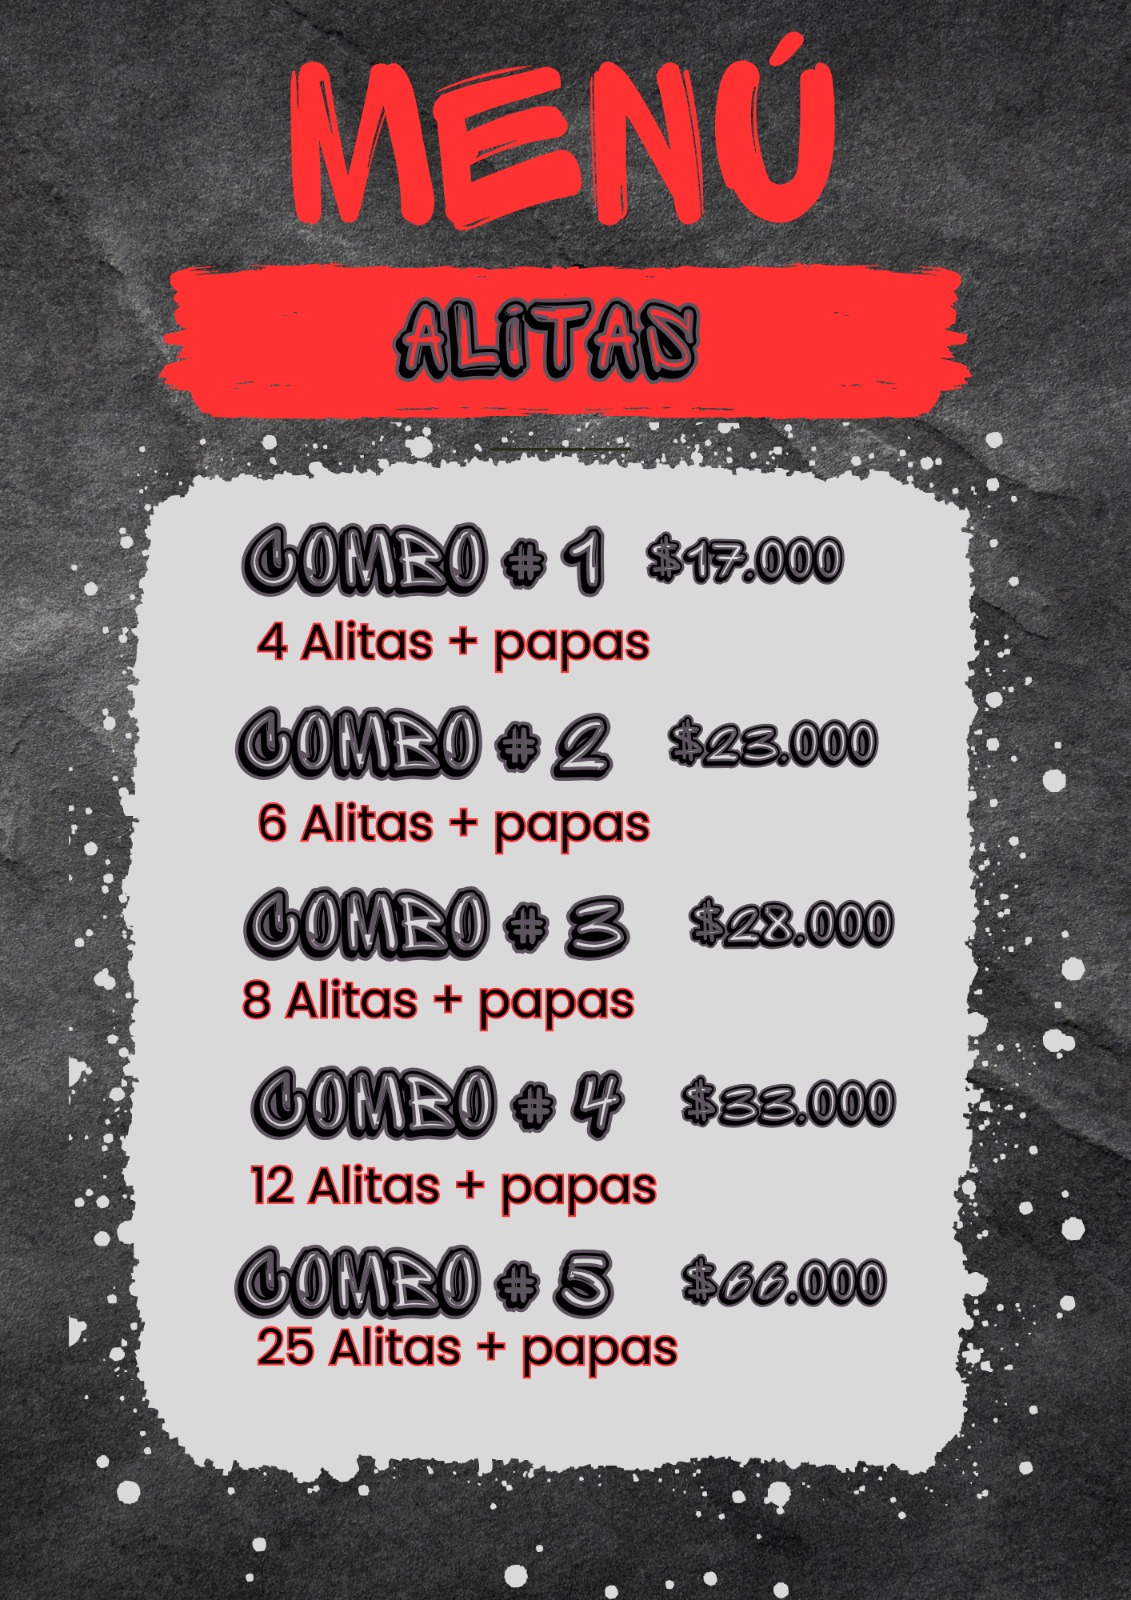 MENÚ
ALiTAS
COMBO # 1 $17.000
4 Alitas + papas
COMBO # 2 $23.000
6 Alitas + papas
COMBO # 3 $28.000
8 Alitas + papas
COMBO # 4 $33.000
12 Alitas + papas
COMBO # 5 $66.000
25 Alitas + papas